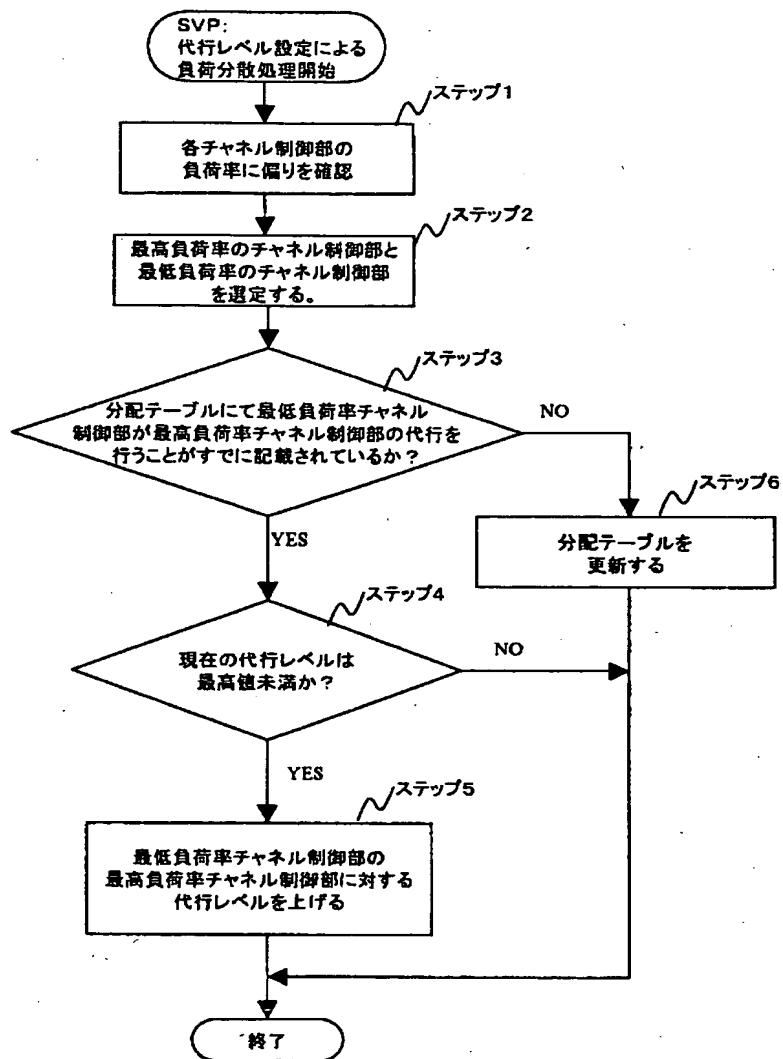 SVP:
代行レベル設定による
負荷分散処理開始
ステップ1
各チャネル制御部の
負荷率に偏りを確認
ステップ2
最高負荷率のチャネル制御部と
最低負荷率のチャネル制御部
を選定する。
ステップ3
分配テーブルにて最低負荷率チャネル
制御部が最高負荷率チャネル制御部の代行を
行うことがすでに記載されているか？
NO
YES
ステップ6
分配テーブルを
更新する
ステップ4
現在の代行レベルは
最高値未満か？
NO
YES
ステップ5
最低負荷率チャネル制御部の
最高負荷率チャネル制御部に対する
代行レベルを上げる
終了